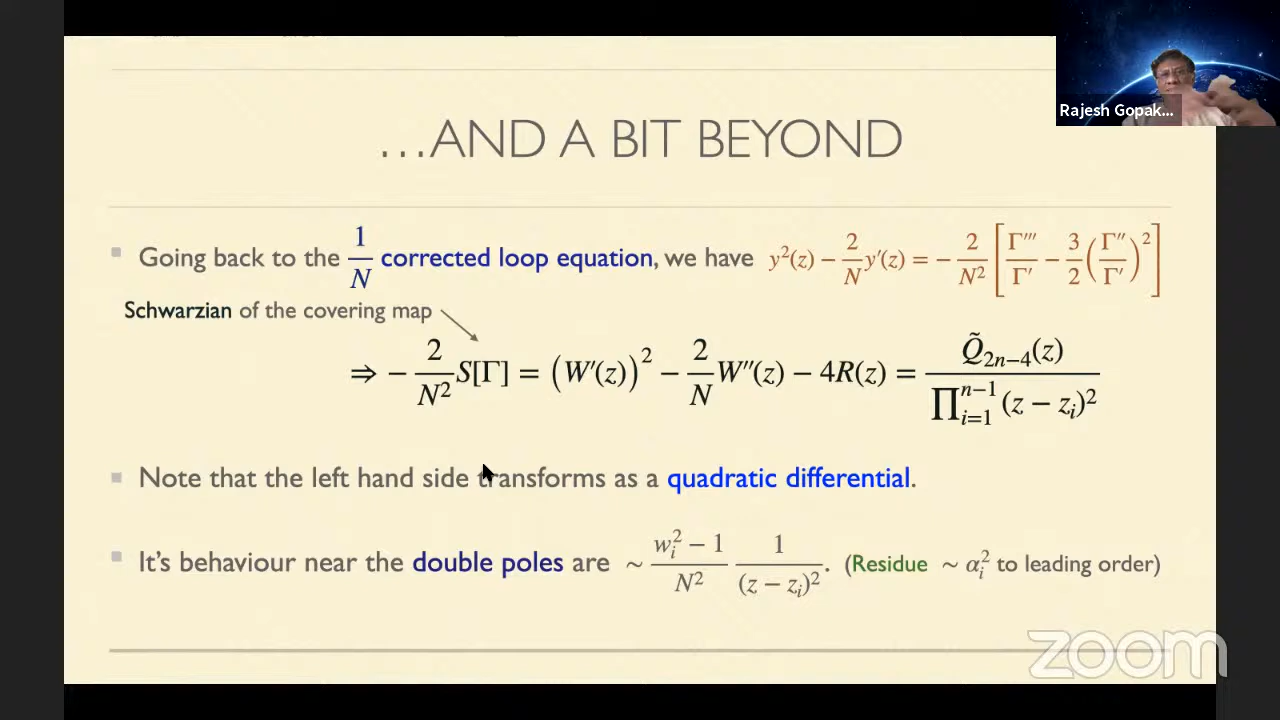 Rajesh Gopak...
...AND A BIT BEYOND
Going back to the 1/N corrected loop equation, we have y²(z) − 2/N y′(z) = − 2/N² [Γ′′′/Γ′ − 3/2 (Γ′′/Γ′)²]
Schwarzian of the covering map
⇒ − 2/N² S[Γ] = (W′(z))² − 2/N W′′(z) − 4R(z) = Q̃₂ₙ₋₄(z) / ∏ᵢ₌₁ⁿ⁻¹ (z − zᵢ)²
Note that the left hand side transforms as a quadratic differential.
It's behaviour near the double poles are ~ (wᵢ² − 1)/N² 1/(z − zᵢ)². (Residue ~ αᵢ² to leading order)
zoom